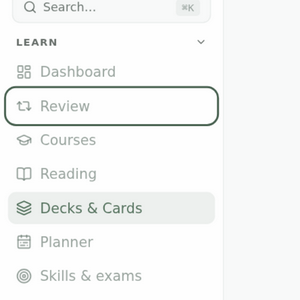 Search... ⌘K
LEARN
Dashboard
Review
Courses
Reading
Decks & Cards
Planner
Skills & exams